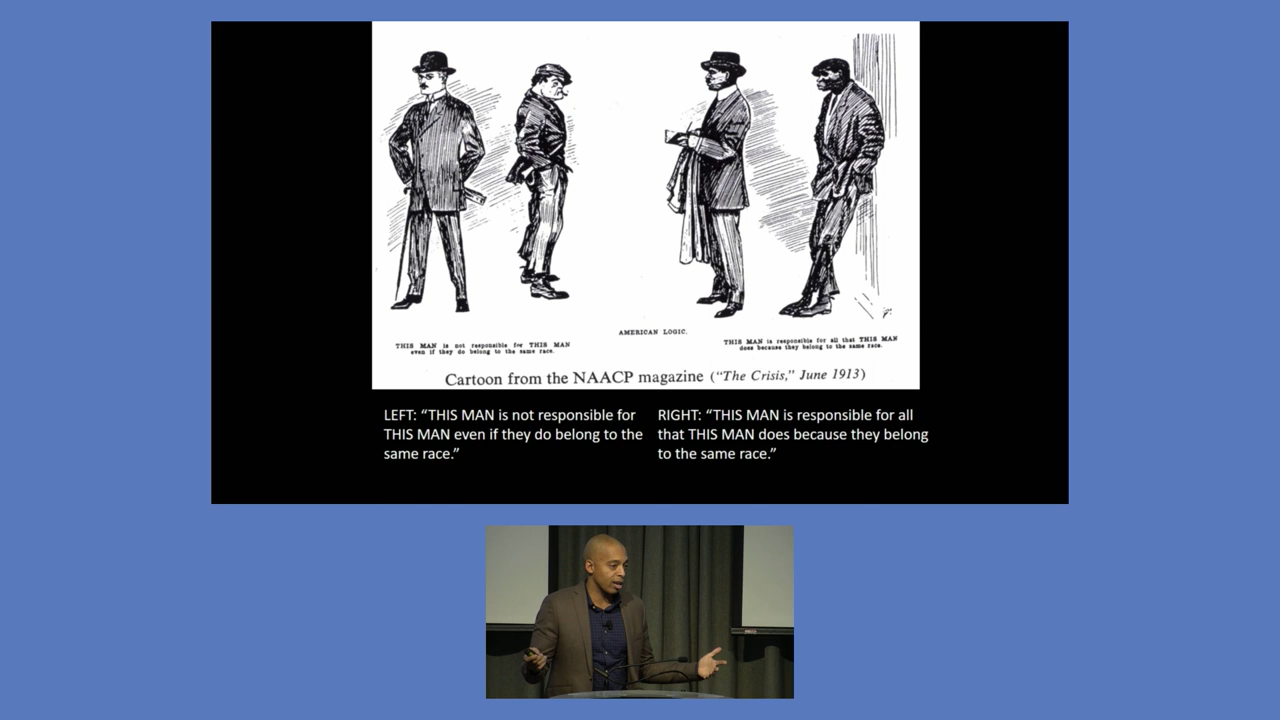 AMERICAN LOGIC.
THIS MAN is not responsible for THIS MAN
even if they do belong to the same race.
THIS MAN is responsible for all that THIS MAN
does because they belong to the same race.
Cartoon from the NAACP magazine ("The Crisis," June 1913)
LEFT: “THIS MAN is not responsible for
THIS MAN even if they do belong to the
same race.”
RIGHT: “THIS MAN is responsible for all
that THIS MAN does because they belong
to the same race.”